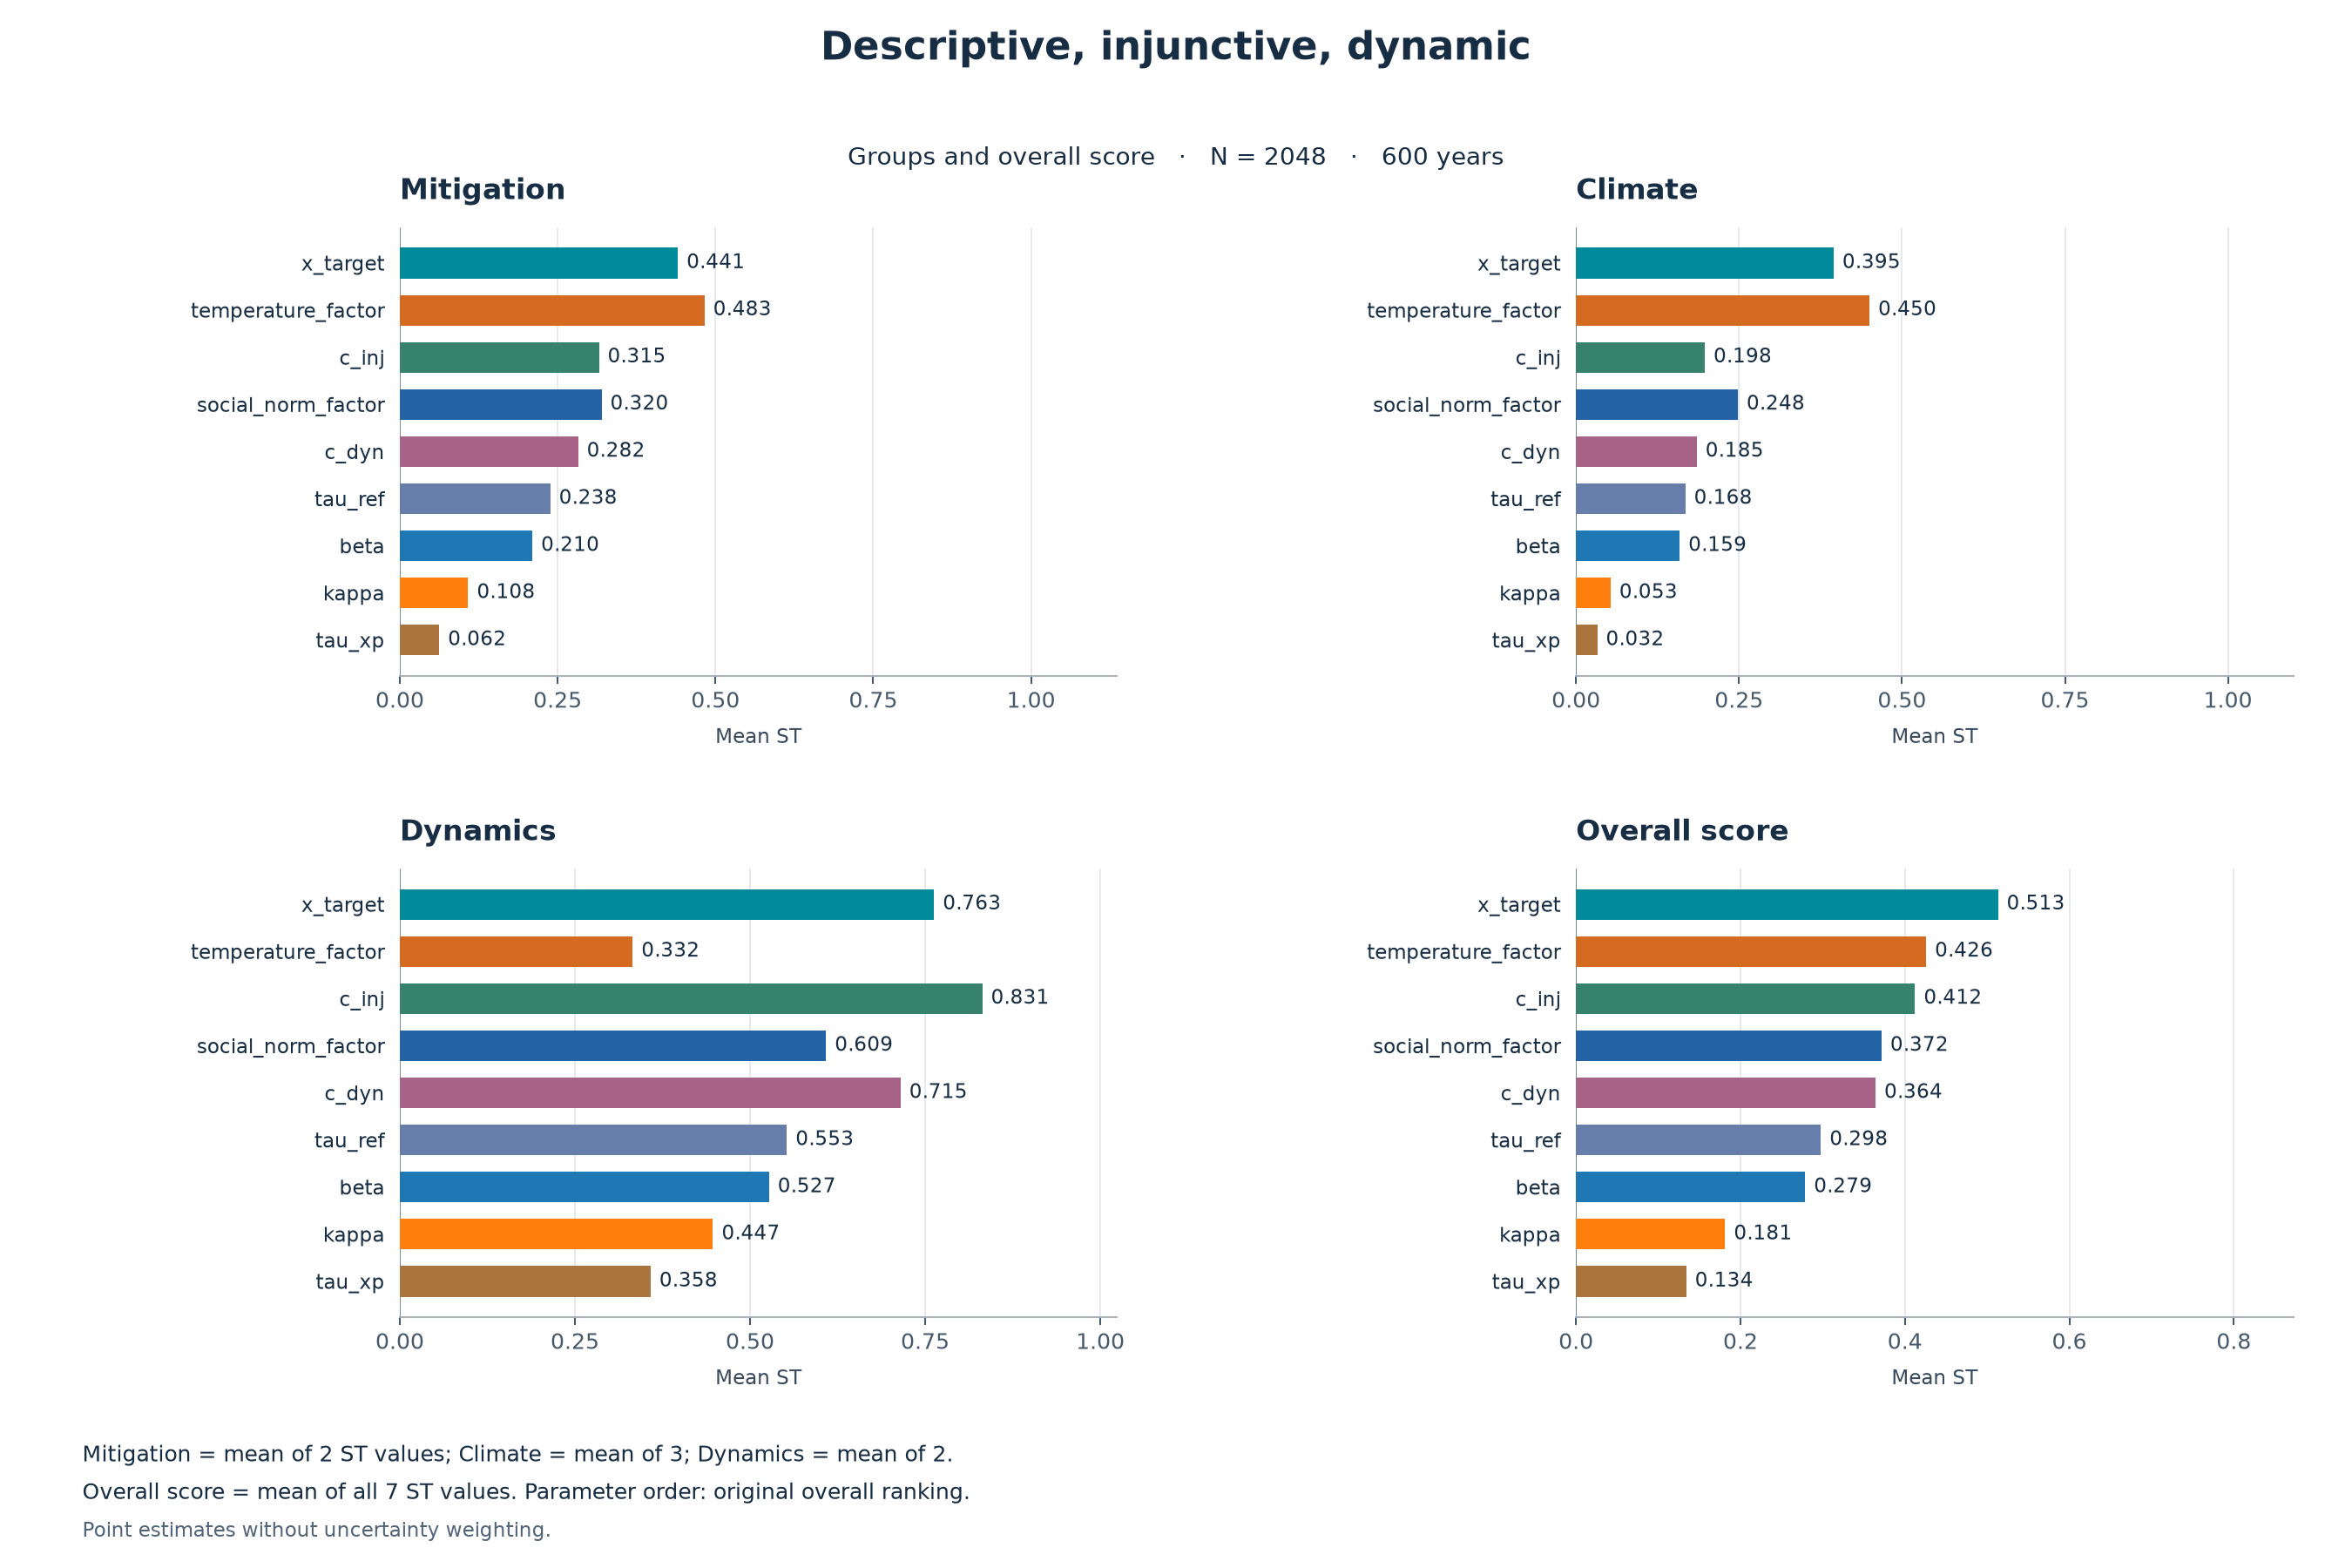 Descriptive, injunctive, dynamic
Groups and overall score · N = 2048 · 600 years
Mitigation
x_target 0.441
temperature_factor 0.483
c_inj 0.315
social_norm_factor 0.320
c_dyn 0.282
tau_ref 0.238
beta 0.210
kappa 0.108
tau_xp 0.062
0.00 0.25 0.50 0.75 1.00
Mean ST
Climate
x_target 0.395
temperature_factor 0.450
c_inj 0.198
social_norm_factor 0.248
c_dyn 0.185
tau_ref 0.168
beta 0.159
kappa 0.053
tau_xp 0.032
0.00 0.25 0.50 0.75 1.00
Mean ST
Dynamics
x_target 0.763
temperature_factor 0.332
c_inj 0.831
social_norm_factor 0.609
c_dyn 0.715
tau_ref 0.553
beta 0.527
kappa 0.447
tau_xp 0.358
0.00 0.25 0.50 0.75 1.00
Mean ST
Overall score
x_target 0.513
temperature_factor 0.426
c_inj 0.412
social_norm_factor 0.372
c_dyn 0.364
tau_ref 0.298
beta 0.279
kappa 0.181
tau_xp 0.134
0.0 0.2 0.4 0.6 0.8
Mean ST
Mitigation = mean of 2 ST values; Climate = mean of 3; Dynamics = mean of 2.
Overall score = mean of all 7 ST values. Parameter order: original overall ranking.
Point estimates without uncertainty weighting.